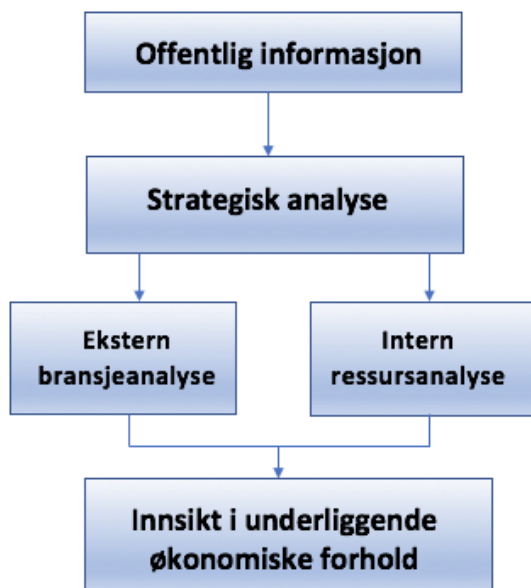 Offentlig informasjon
Strategisk analyse
Ekstern
bransjeanalyse
Intern
ressursanalyse
Innsikt i underliggende
økonomiske forhold